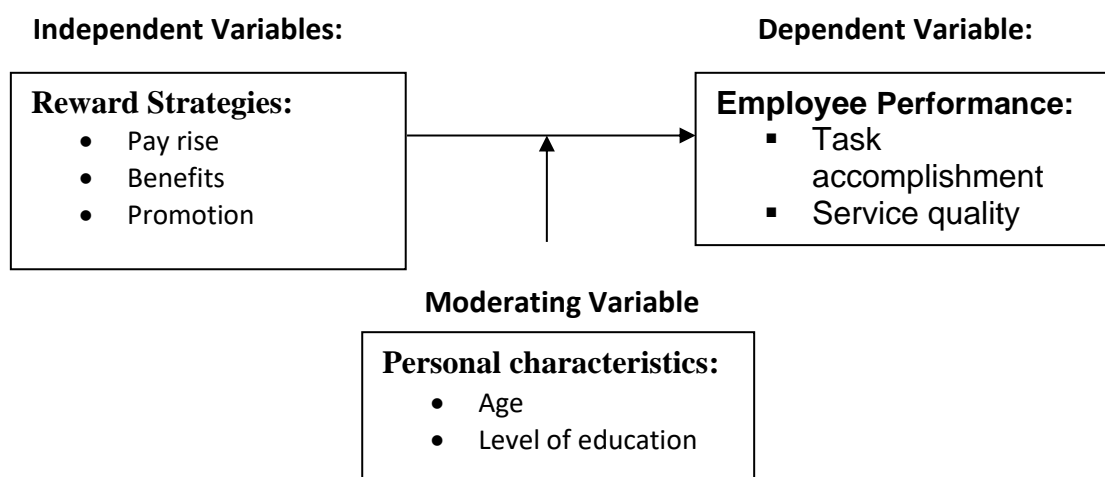 Independent Variables:
Dependent Variable:
Reward Strategies:
• Pay rise
• Benefits
• Promotion
Employee Performance:
▪ Task
accomplishment
▪ Service quality
Moderating Variable
Personal characteristics:
• Age
• Level of education